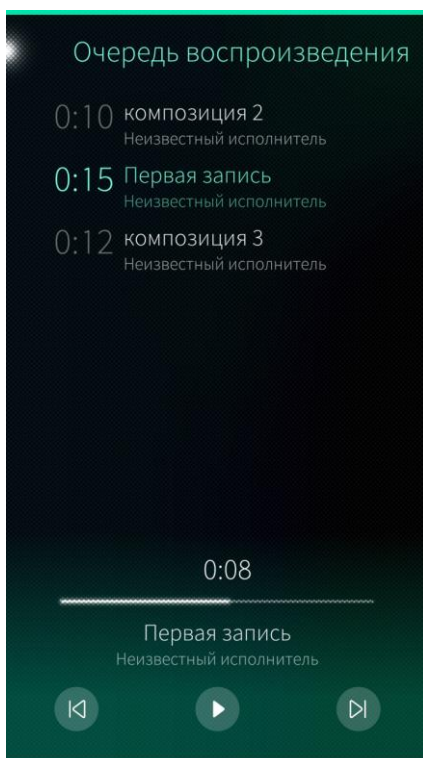 Очередь воспроизведения
0:10 композиция 2
Неизвестный исполнитель
0:15 Первая запись
Неизвестный исполнитель
0:12 композиция 3
Неизвестный исполнитель
0:08
Первая запись
Неизвестный исполнитель